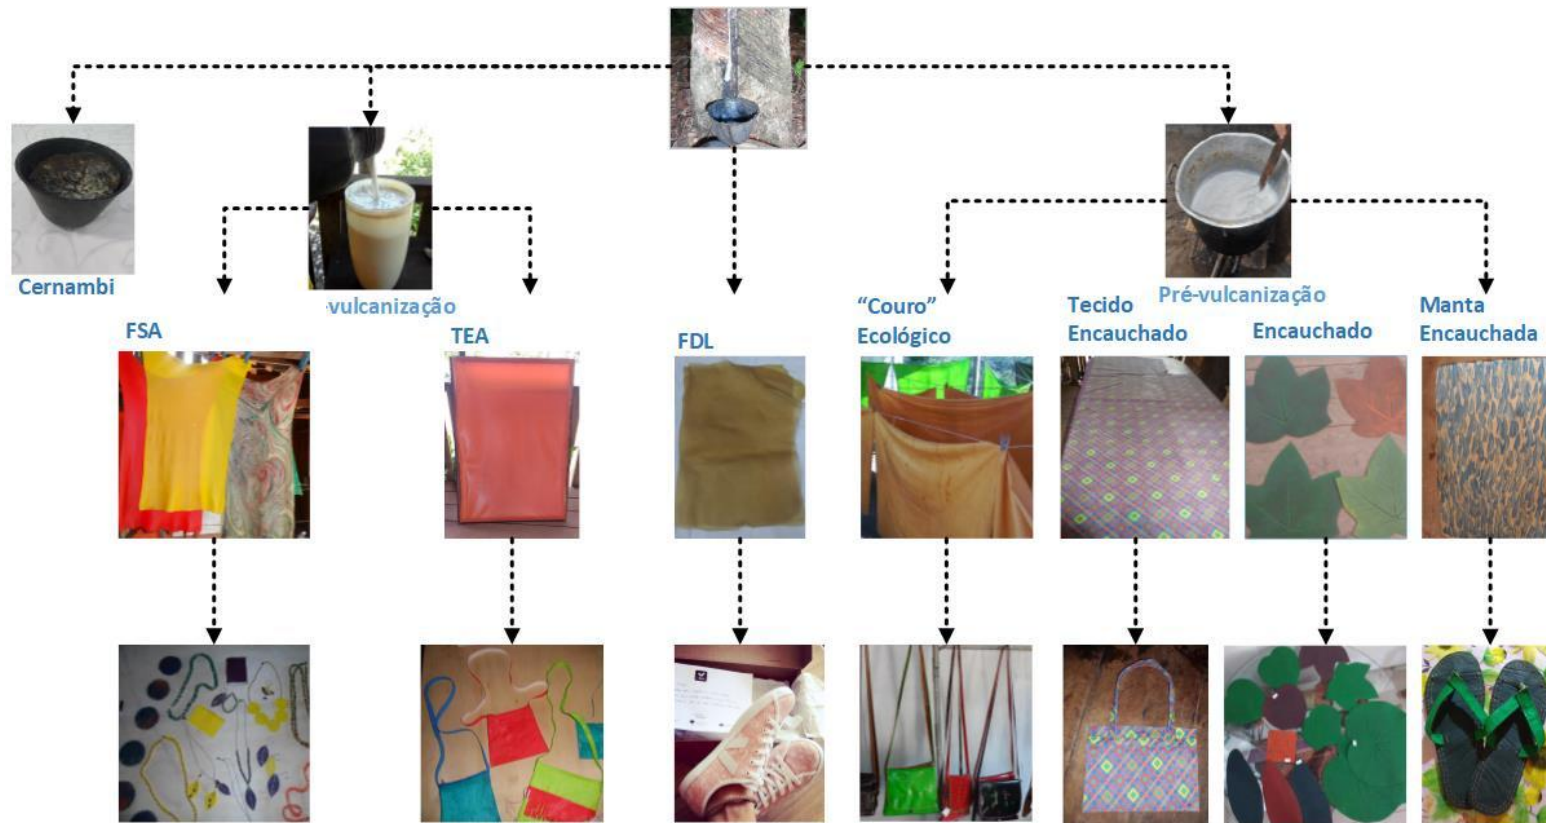 Cernambi
-vulcanização
Pré-vulcanização
FSA
TEA
FDL
“Couro”
Ecológico
Tecido
Encauchado
Encauchado
Manta
Encauchada